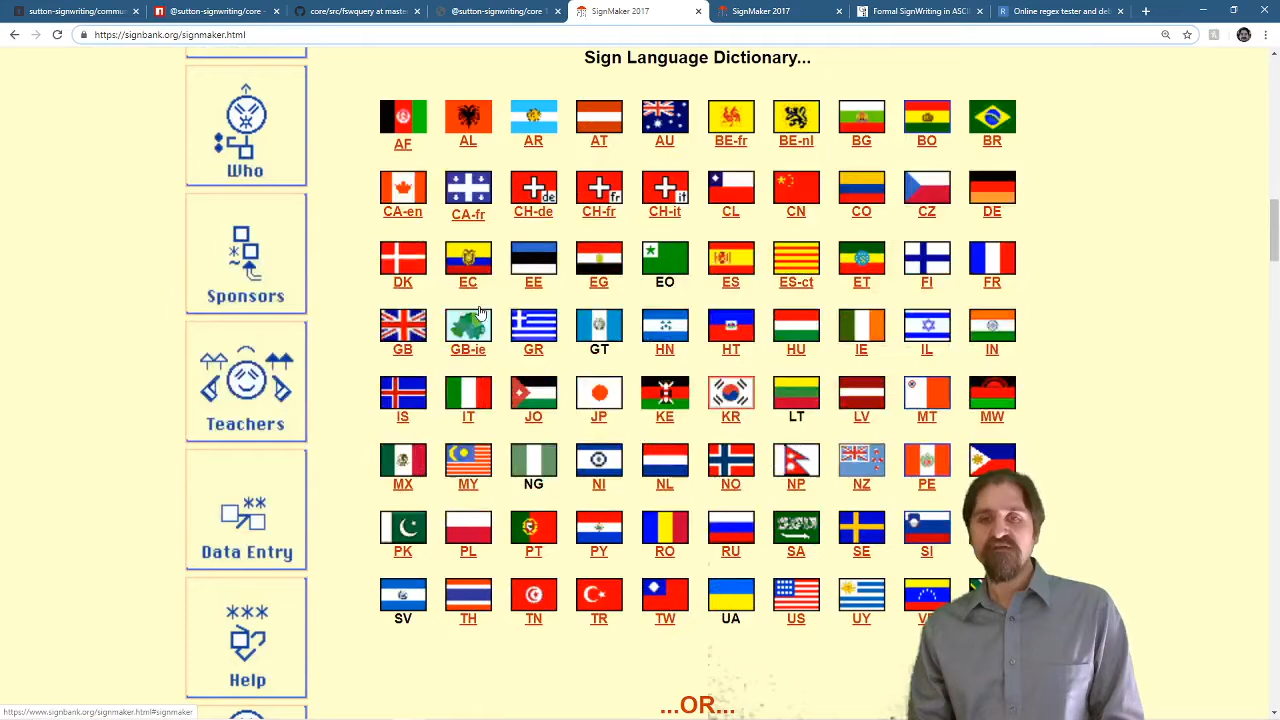 @sutton-signwriting/commun
@sutton-signwriting/core
core/src/fswquery at maste
@sutton-signwriting/core 1
SignMaker 2017
SignMaker 2017
Formal SignWriting in ASCII
Online regex tester and deb
https://signbank.org/signmaker.html
Sign Language Dictionary...
AF AL AR AT AU BE-fr BE-nl BG BO BR
Who
de fr it
CA-en CA-fr CH-de CH-fr CH-it CL CN CO CZ DE
DK EC EE EG EO ES ES-ct ET FI FR
Sponsors
GB GB-ie GR GT HN HT HU IE IL IN
IS IT JO JP KE KR LT LV MT MW
Teachers
MX MY NG NI NL NO NP NZ PE
PK PL PT PY RO RU SA SE SI
Data Entry
SV TH TN TR TW UA US UY
Help
...OR...
https://www.signbank.org/signmaker.html#signmaker